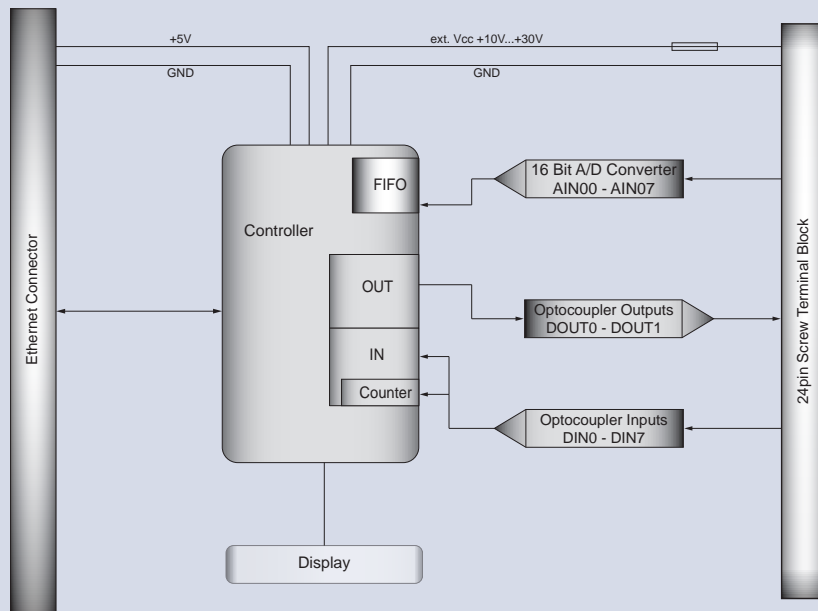 +5V
ext. Vcc +10V...+30V
GND
GND
16 Bit A/D Converter
AIN00 - AIN07
FIFO
Controller
OUT
Optocoupler Outputs
DOUT0 - DOUT1
IN
Counter
Optocoupler Inputs
DIN0 - DIN7
Display
Ethernet Connector
24pin Screw Terminal Block